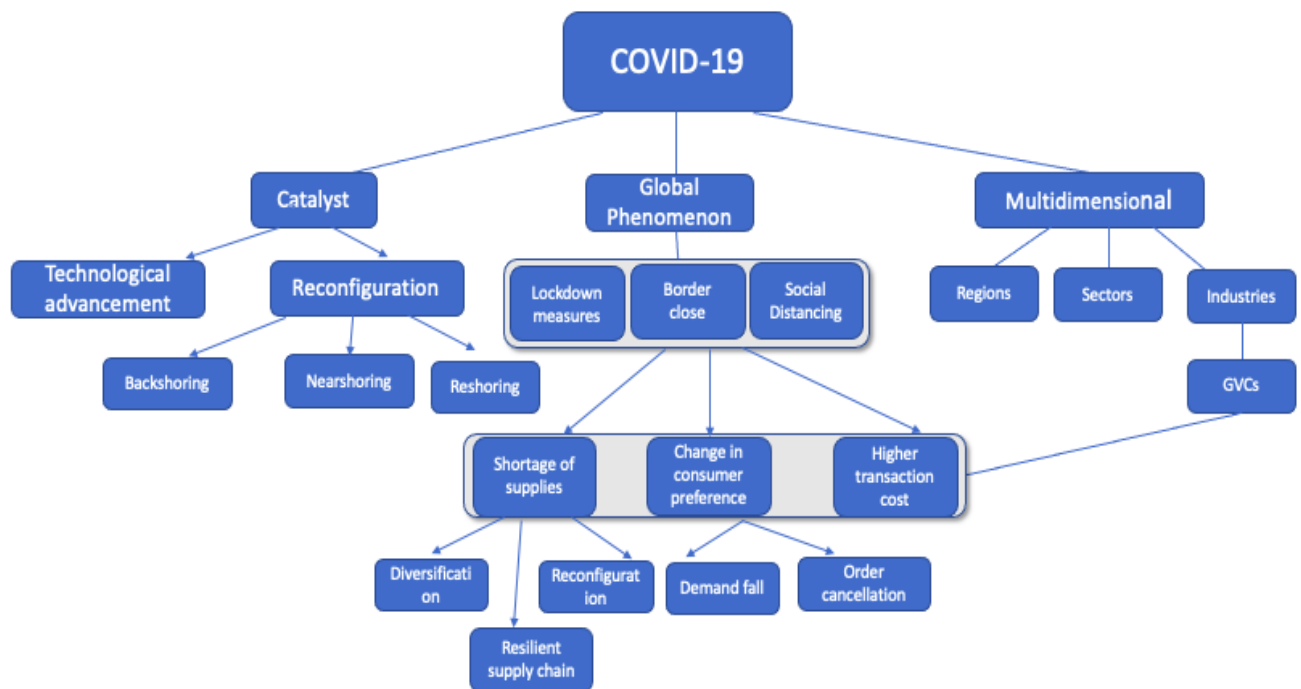 COVID-19
Catalyst
Global
Phenomenon
Multidimensional
Technological
advancement
Reconfiguration
Lockdown
measures
Border
close
Social
Distancing
Regions
Sectors
Industries
Backshoring
Nearshoring
Reshoring
GVCs
Shortage of
supplies
Change in
consumer
preference
Higher
transaction
cost
Diversificati
on
Reconfigurat
ion
Demand fall
Order
cancellation
Resilient
supply chain